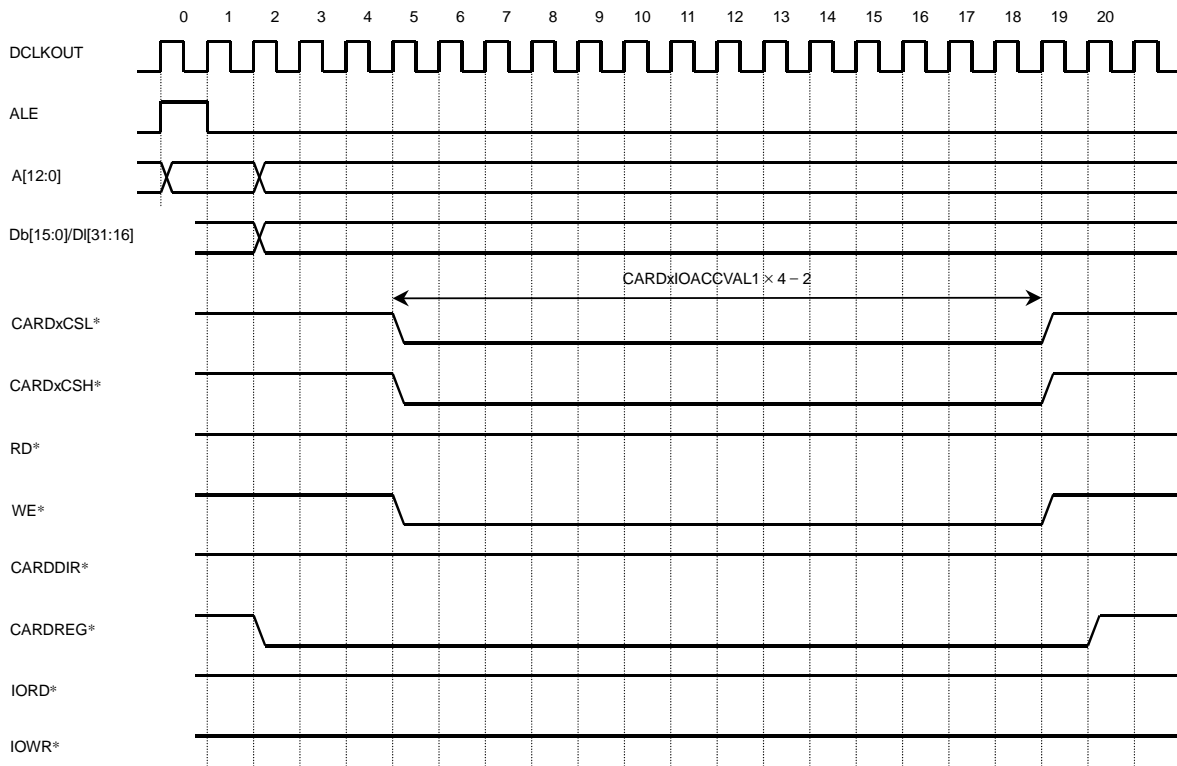 0 1 2 3 4 5 6 7 8 9 10 11 12 13 14 15 16 17 18 19 20
DCLKOUT
ALE
A[12:0]
Db[15:0]/Dl[31:16]
CARDxIOACCVAL1 × 4 − 2
CARDxCSL*
CARDxCSH*
RD*
WE*
CARDDIR*
CARDREG*
IORD*
IOWR*